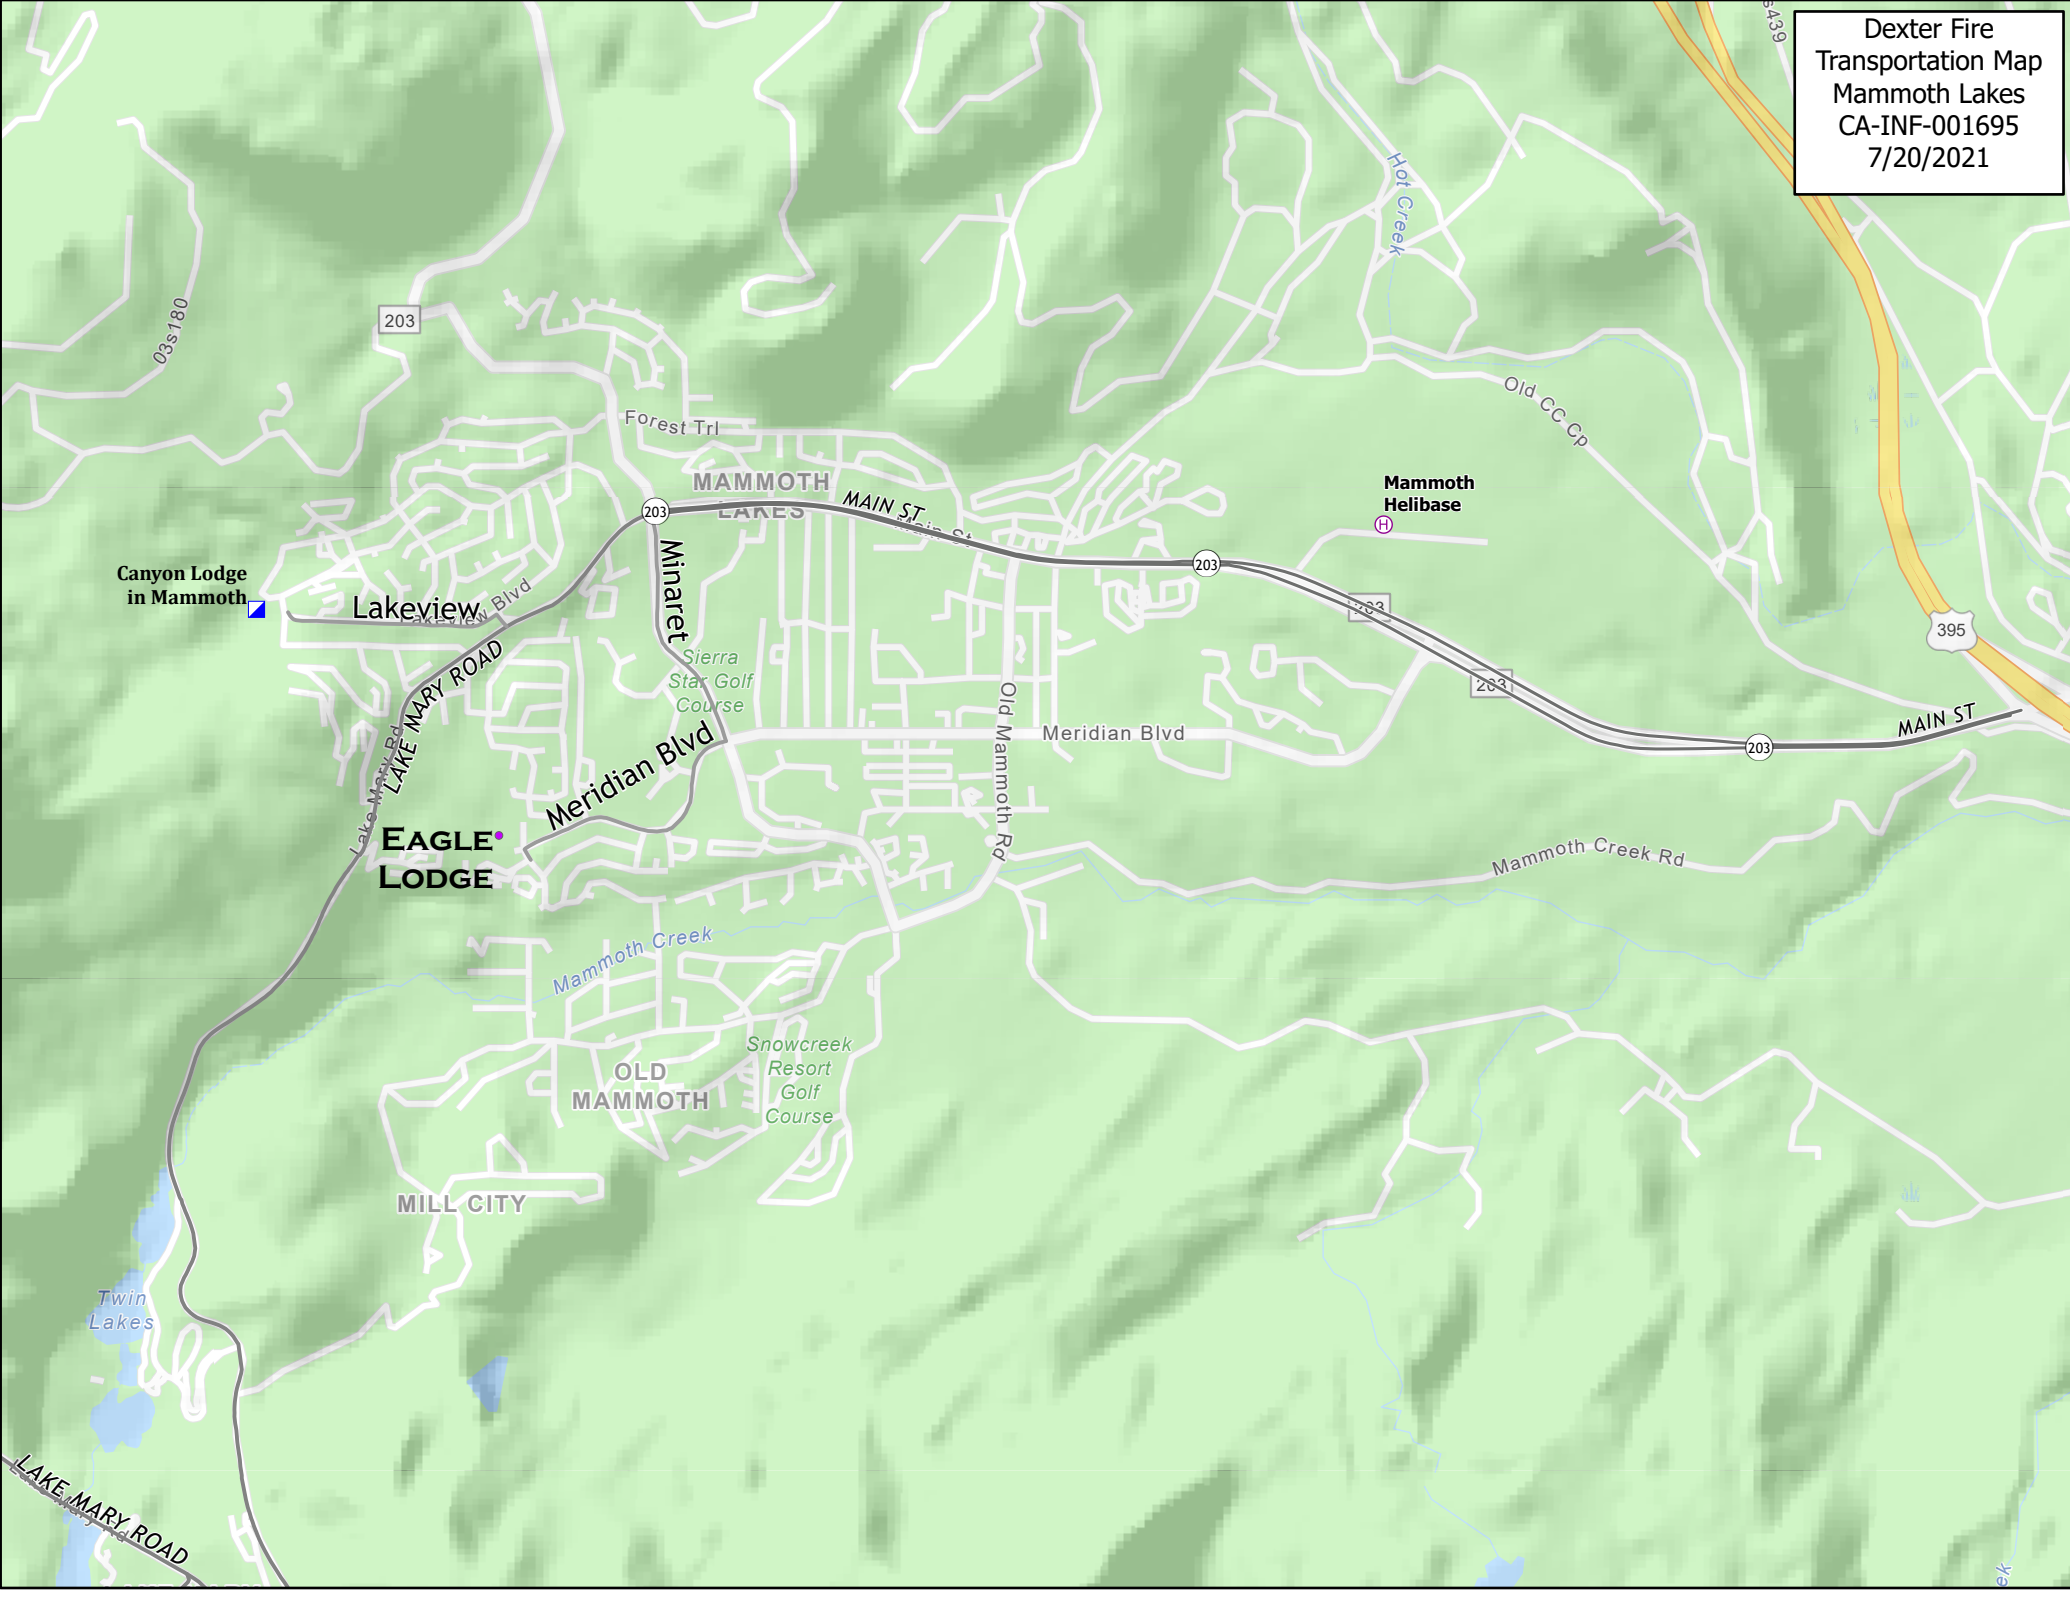 Dexter Fire
Transportation Map
Mammoth Lakes
CA-INF-001695
7/20/2021
Hot Creek
203
03s180
Forest Trl
Old CC Cp
MAMMOTH
LAKES
MAIN ST
Main St
Mammoth
Helibase
H
203
203
Minaret
Canyon Lodge
in Mammoth
Lakeview
Lakeview Blvd
203
203
395
LAKE MARY ROAD
Lake Mary Rd
Sierra
Star Golf
Course
Old Mammoth Rd
Meridian Blvd
Meridian Blvd
MAIN ST
203
EAGLE
LODGE
Mammoth Creek Rd
Mammoth Creek
Snowcreek
Resort
Golf
Course
OLD
MAMMOTH
MILL CITY
Twin
Lakes
LAKE MARY ROAD
Lake Mary Rd